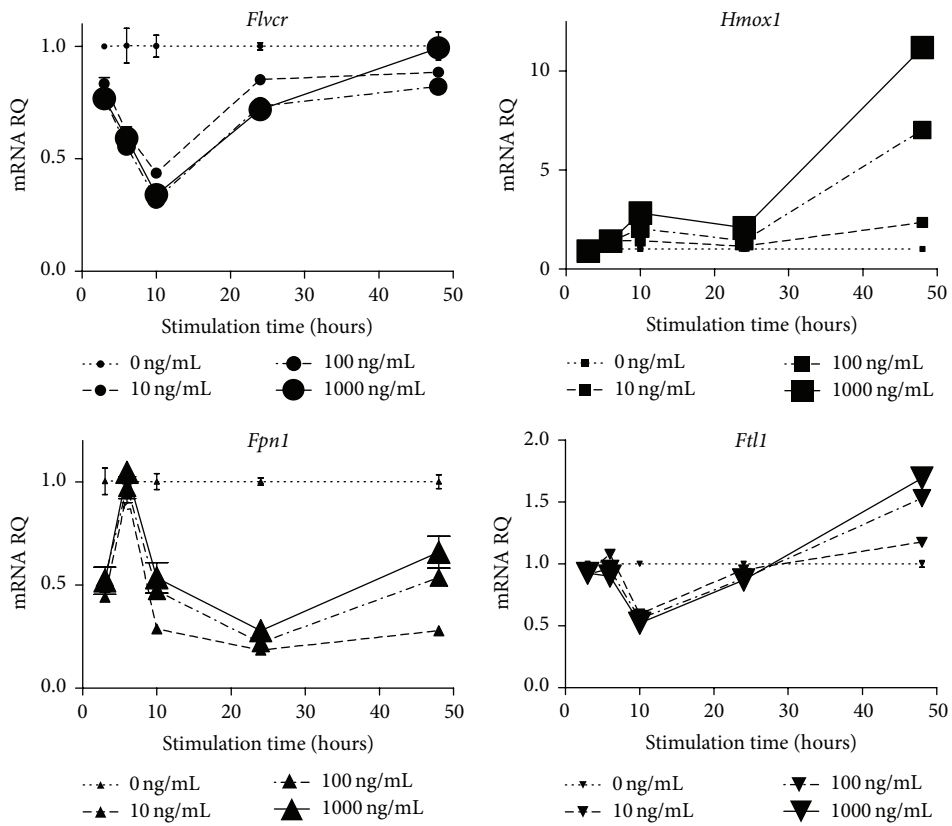 Flvcr
1.0
0.5
0.0
mRNA RQ
0 10 20 30 40 50
Stimulation time (hours)
0 ng/mL 100 ng/mL
10 ng/mL 1000 ng/mL
Hmox1
10
5
0
mRNA RQ
0 10 20 30 40 50
Stimulation time (hours)
0 ng/mL 100 ng/mL
10 ng/mL 1000 ng/mL
Fpn1
1.0
0.5
0.0
mRNA RQ
0 10 20 30 40 50
Stimulation time (hours)
0 ng/mL 100 ng/mL
10 ng/mL 1000 ng/mL
Ftl1
2.0
1.5
1.0
0.5
0.0
mRNA RQ
0 10 20 30 40 50
Stimulation time (hours)
0 ng/mL 100 ng/mL
10 ng/mL 1000 ng/mL